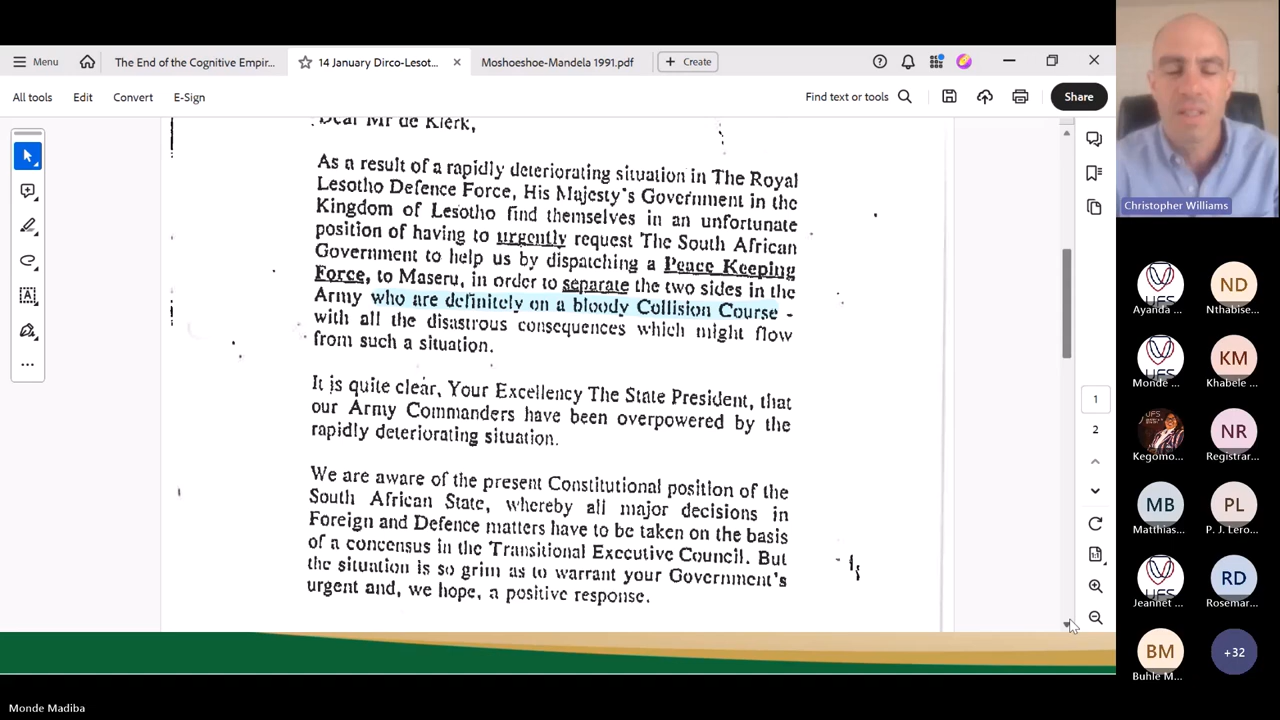 Menu
The End of the Cognitive Empir...
14 January Dirco-Lesot...
Moshoeshoe-Mandela 1991.pdf
Create
All tools
Edit
Convert
E-Sign
Find text or tools
Share
Dear Mr de Klerk,
As a result of a rapidly deteriorating situation in The Royal
Lesotho Defence Force, His Majesty's Government in the
Kingdom of Lesotho find themselves in an unfortunate
position of having to urgently request The South African
Government to help us by dispatching a Peace Keeping
Force, to Maseru, in order to separate the two sides in the
Army who are definitely on a bloody Collision Course -
with all the disastrous consequences which might flow
from such a situation.
It is quite clear, Your Excellency The State President, that
our Army Commanders have been overpowered by the
rapidly deteriorating situation.
We are aware of the present Constitutional position of the
South African State, whereby all major decisions in
Foreign and Defence matters have to be taken on the basis
of a concensus in the Transitional Executive Council. But
the situation is so grim as to warrant your Government's
urgent and, we hope, a positive response.
1
2
Christopher Williams
Ayanda ...
ND
Nthabise...
Monde ...
KM
Khabele ...
UFS
Kegomo...
NR
Registrar...
MB
Matthias...
PL
P. J. Lero...
UFS
Jeannet ...
RD
Rosemar...
BM
Buhle M...
+32
Monde Madiba